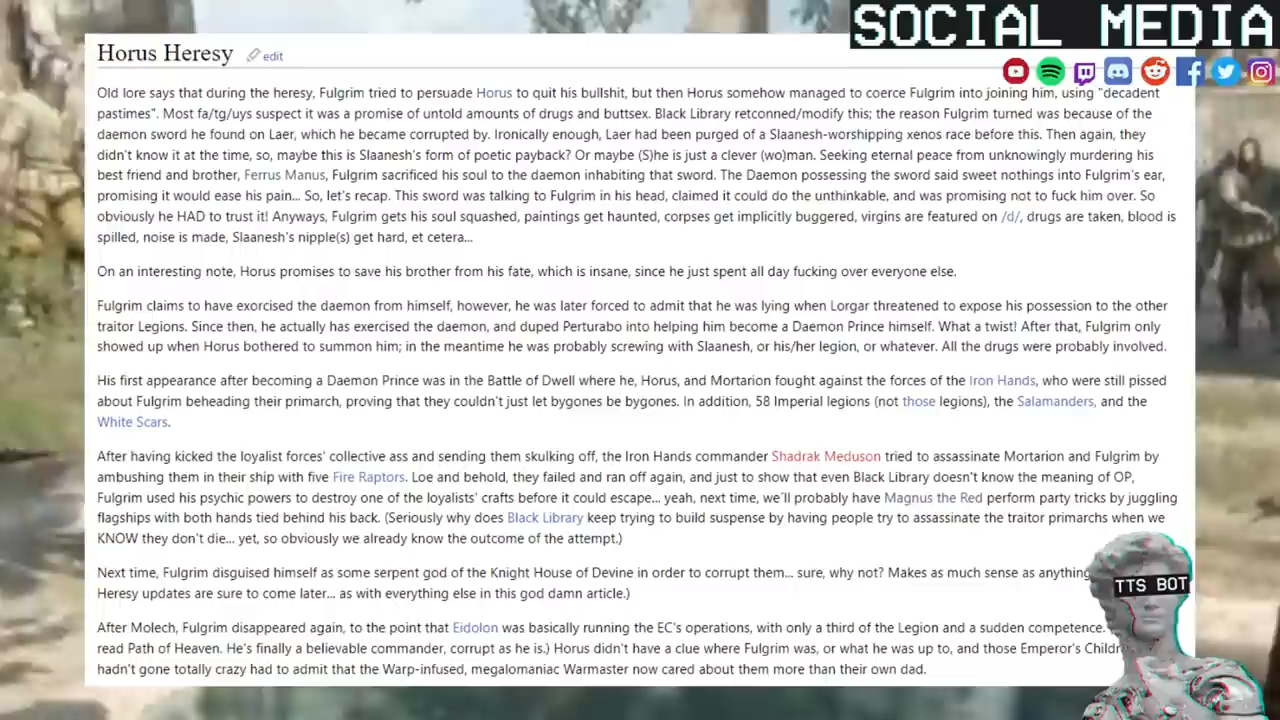 SOCIAL MEDIA
Horus Heresy edit
Old lore says that during the heresy, Fulgrim tried to persuade Horus to quit his bullshit, but then Horus somehow managed to coerce Fulgrim into joining him, using "decadent
pastimes". Most fa/tg/uys suspect it was a promise of untold amounts of drugs and buttsex. Black Library retconned/modify this; the reason Fulgrim turned was because of the
daemon sword he found on Laer, which he became corrupted by. Ironically enough, Laer had been purged of a Slaanesh-worshipping xenos race before this. Then again, they
didn't know it at the time, so, maybe this is Slaanesh's form of poetic payback? Or maybe (S)he is just a clever (wo)man. Seeking eternal peace from unknowingly murdering his
best friend and brother, Ferrus Manus, Fulgrim sacrificed his soul to the daemon inhabiting that sword. The Daemon possessing the sword said sweet nothings into Fulgrim's ear,
promising it would ease his pain... So, let's recap. This sword was talking to Fulgrim in his head, claimed it could do the unthinkable, and was promising not to fuck him over. So
obviously he HAD to trust it! Anyways, Fulgrim gets his soul squashed, paintings get haunted, corpses get implicitly buggered, virgins are featured on /d/, drugs are taken, blood is
spilled, noise is made, Slaanesh's nipple(s) get hard, et cetera...
On an interesting note, Horus promises to save his brother from his fate, which is insane, since he just spent all day fucking over everyone else.
Fulgrim claims to have exorcised the daemon from himself, however, he was later forced to admit that he was lying when Lorgar threatened to expose his possession to the other
traitor Legions. Since then, he actually has exercised the daemon, and duped Perturabo into helping him become a Daemon Prince himself. What a twist! After that, Fulgrim only
showed up when Horus bothered to summon him; in the meantime he was probably screwing with Slaanesh, or his/her legion, or whatever. All the drugs were probably involved.
His first appearance after becoming a Daemon Prince was in the Battle of Dwell where he, Horus, and Mortarion fought against the forces of the Iron Hands, who were still pissed
about Fulgrim beheading their primarch, proving that they couldn't just let bygones be bygones. In addition, 58 Imperial legions (not those legions), the Salamanders, and the
White Scars.
After having kicked the loyalist forces' collective ass and sending them skulking off, the Iron Hands commander Shadrak Meduson tried to assassinate Mortarion and Fulgrim by
ambushing them in their ship with five Fire Raptors. Loe and behold, they failed and ran off again, and just to show that even Black Library doesn't know the meaning of OP,
Fulgrim used his psychic powers to destroy one of the loyalists' crafts before it could escape... yeah, next time, we'll probably have Magnus the Red perform party tricks by juggling
flagships with both hands tied behind his back. (Seriously why does Black Library keep trying to build suspense by having people try to assassinate the traitor primarchs when we
KNOW they don't die... yet, so obviously we already know the outcome of the attempt.)
Next time, Fulgrim disguised himself as some serpent god of the Knight House of Devine in order to corrupt them... sure, why not? Makes as much sense as anything
Heresy updates are sure to come later... as with everything else in this god damn article.)
After Molech, Fulgrim disappeared again, to the point that Eidolon was basically running the EC's operations, with only a third of the Legion and a sudden competence.
read Path of Heaven. He's finally a believable commander, corrupt as he is.) Horus didn't have a clue where Fulgrim was, or what he was up to, and those Emperor's
hadn't gone totally crazy had to admit that the Warp-infused, megalomaniac Warmaster now cared about them more than their own dad.
TTS BOT